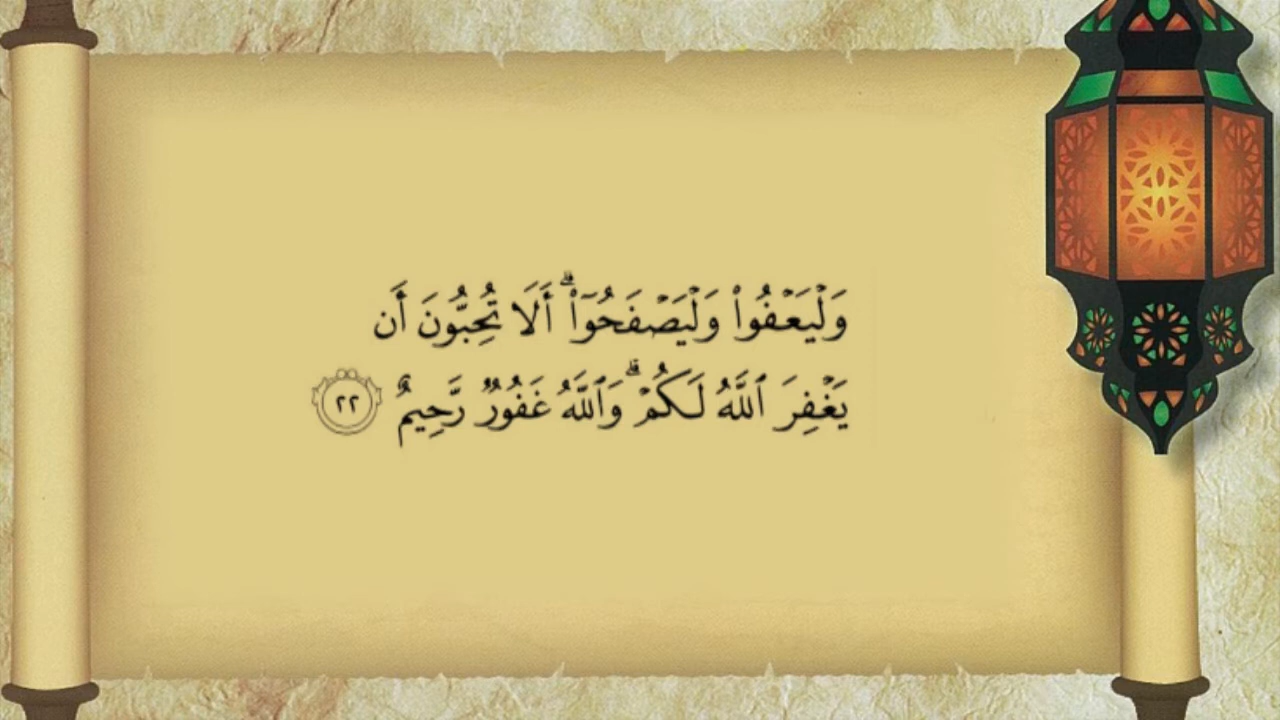 وَلْيَعْفُوا۟ وَلْيَصْفَحُوٓا۟ ۗ أَلَا تُحِبُّونَ أَن
يَغْفِرَ ٱللَّهُ لَكُمْ ۗ وَٱللَّهُ غَفُورٌ رَّحِيمٌ ٢٢